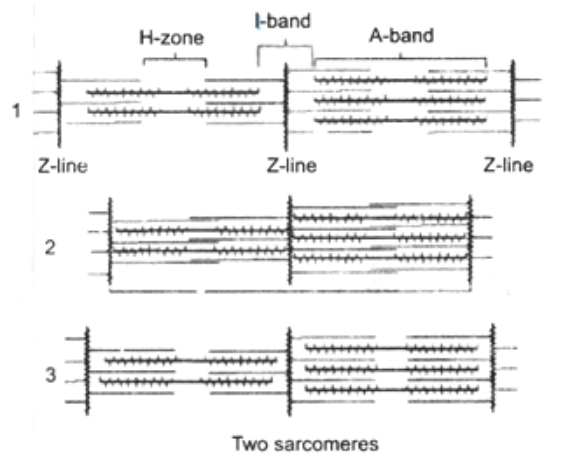 I-band
H-zone
A-band
1
Z-line Z-line Z-line
2
3
Two sarcomeres